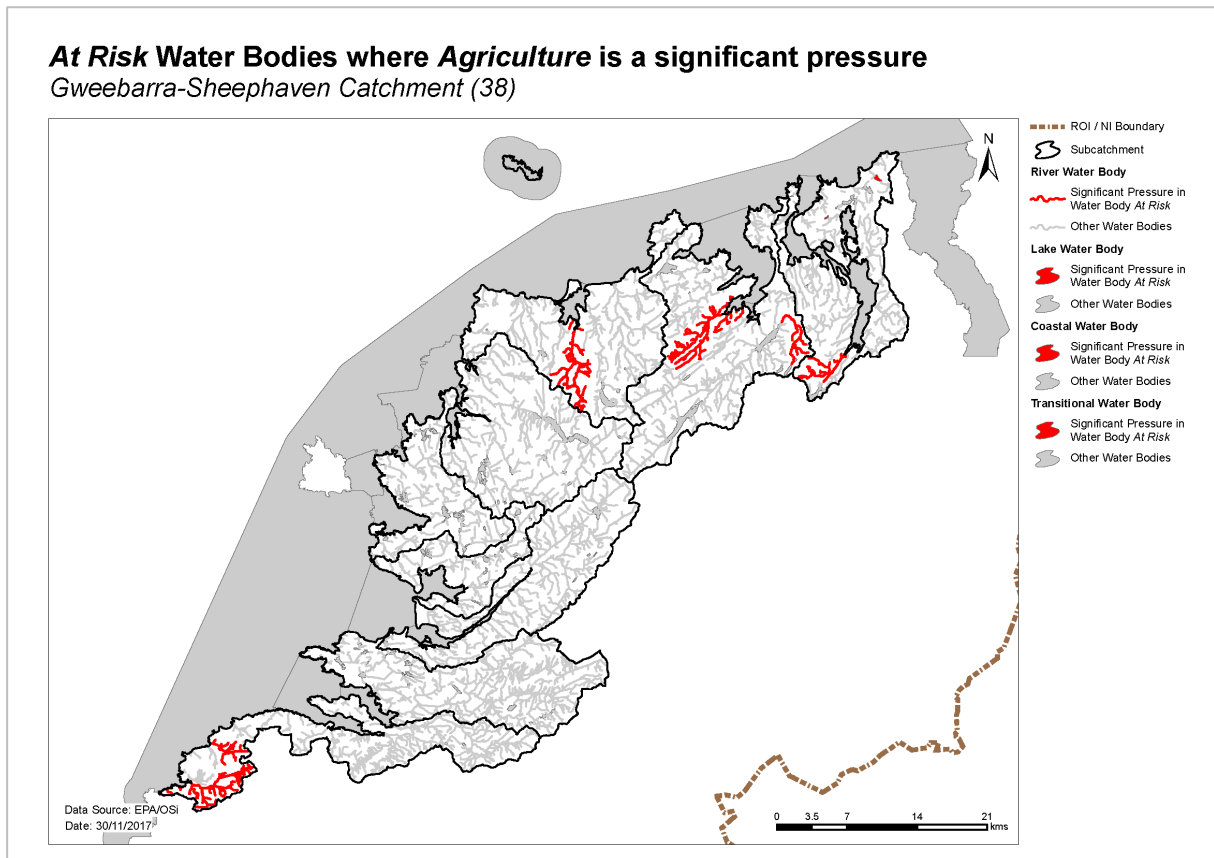 At Risk Water Bodies where Agriculture is a significant pressure
Gweebarra-Sheephaven Catchment (38)
N
ROI / NI Boundary
Subcatchment
River Water Body
Significant Pressure in
Water Body At Risk
Other Water Bodies
Lake Water Body
Significant Pressure in
Water Body At Risk
Other Water Bodies
Coastal Water Body
Significant Pressure in
Water Body At Risk
Other Water Bodies
Transitional Water Body
Significant Pressure in
Water Body At Risk
Other Water Bodies
Data Source: EPA/OSi
Date: 30/11/2017
0 3.5 7 14 21
kms